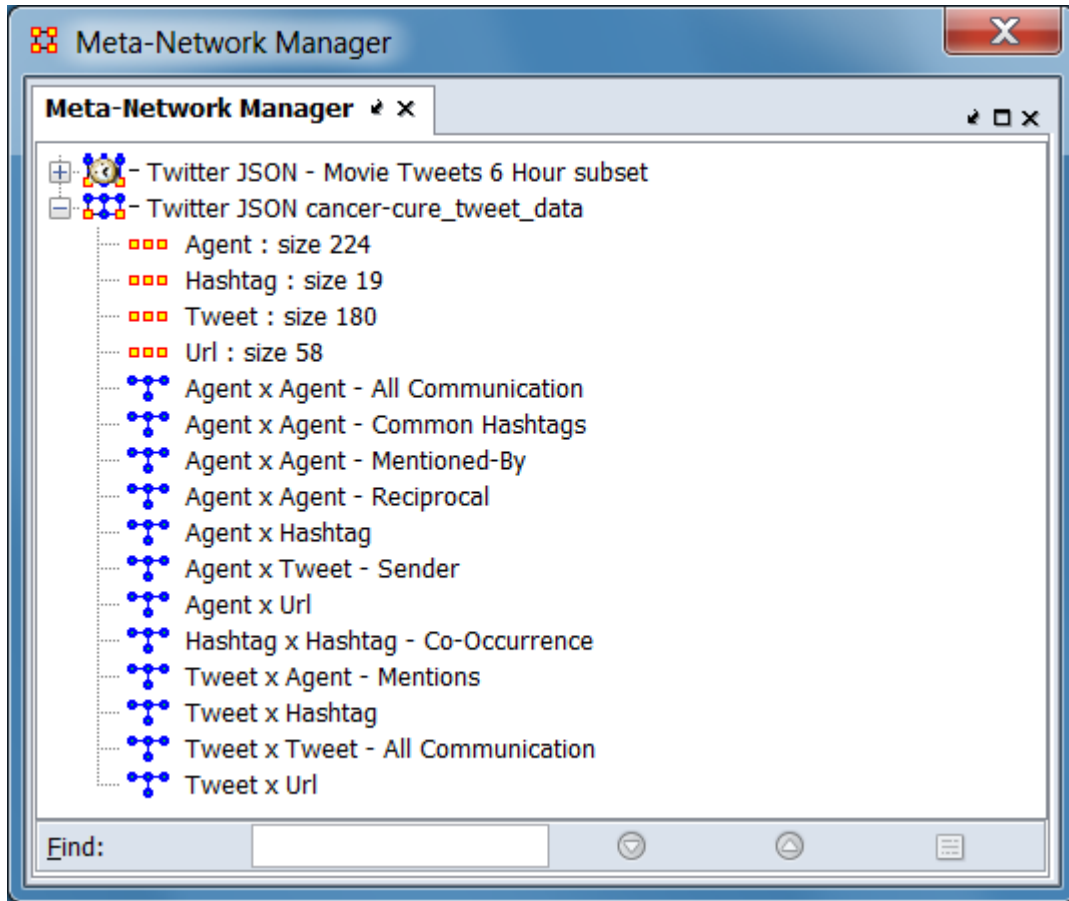 Meta-Network Manager
Meta-Network Manager
- Twitter JSON - Movie Tweets 6 Hour subset
- Twitter JSON cancer-cure_tweet_data
Agent : size 224
Hashtag : size 19
Tweet : size 180
Url : size 58
Agent x Agent - All Communication
Agent x Agent - Common Hashtags
Agent x Agent - Mentioned-By
Agent x Agent - Reciprocal
Agent x Hashtag
Agent x Tweet - Sender
Agent x Url
Hashtag x Hashtag - Co-Occurrence
Tweet x Agent - Mentions
Tweet x Hashtag
Tweet x Tweet - All Communication
Tweet x Url
Find: